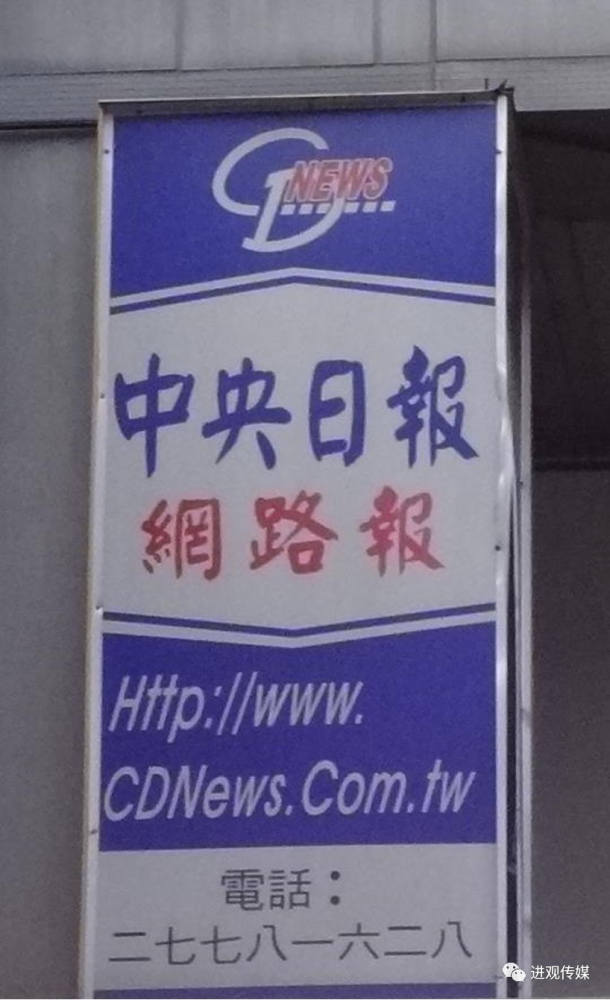 CD NEWS
中央日報
網路報
Http://www.
CDNews.Com.tw
電話：
二七七八一六二八
进观传媒